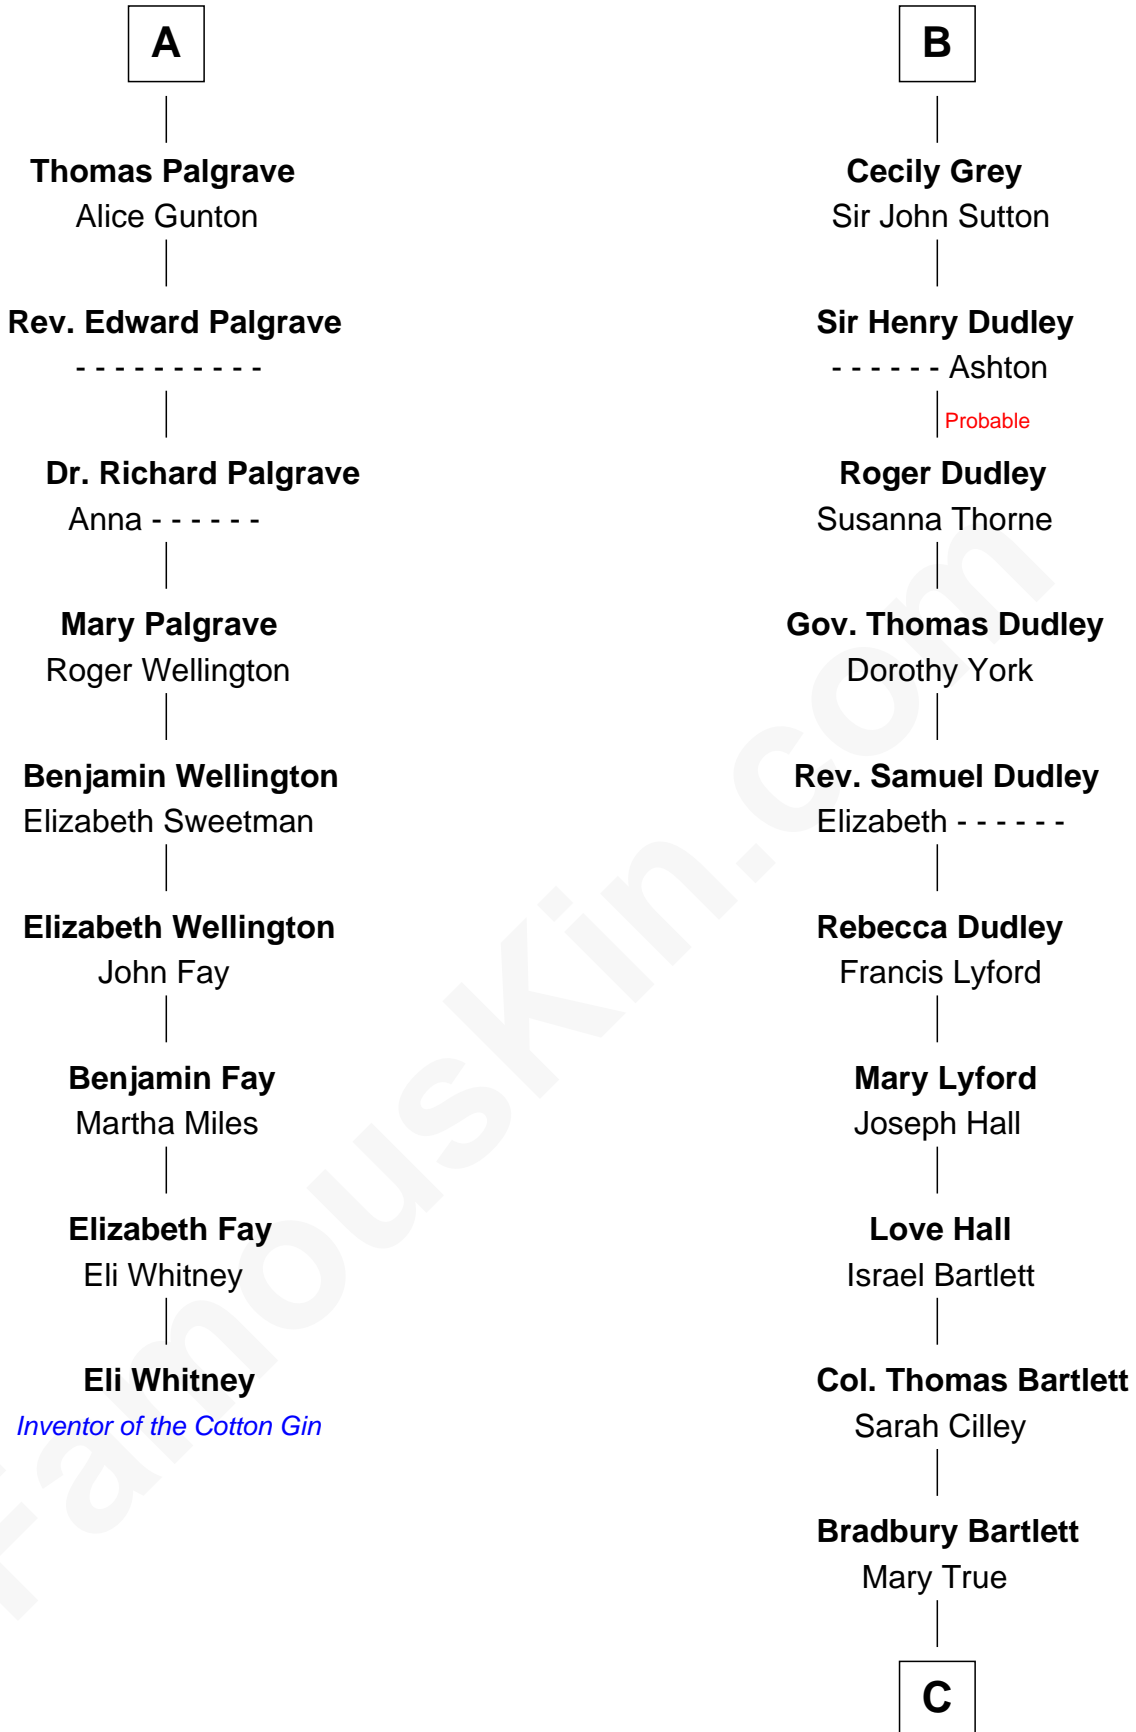 A
Thomas Palgrave
Alice Gunton
Rev. Edward Palgrave
- - - - - - - - - -
Dr. Richard Palgrave
Anna - - - - - -
Mary Palgrave
Roger Wellington
Benjamin Wellington
Elizabeth Sweetman
Elizabeth Wellington
John Fay
Benjamin Fay
Martha Miles
Elizabeth Fay
Eli Whitney
Eli Whitney
Inventor of the Cotton Gin
B
Cecily Grey
Sir John Sutton
Sir Henry Dudley
- - - - - - Ashton
Probable
Roger Dudley
Susanna Thorne
Gov. Thomas Dudley
Dorothy York
Rev. Samuel Dudley
Elizabeth - - - - - -
Rebecca Dudley
Francis Lyford
Mary Lyford
Joseph Hall
Love Hall
Israel Bartlett
Col. Thomas Bartlett
Sarah Cilley
Bradbury Bartlett
Mary True
C
FamousKin.com